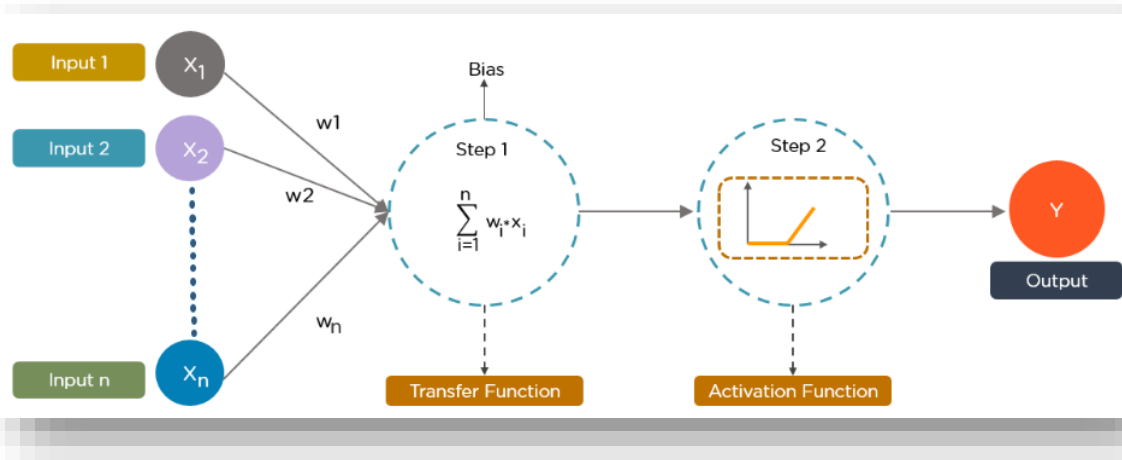 Input 1
X1
Input 2
X2
Input n
Xn
w1
w2
wn
Bias
Step 1
n
∑ wi*xi
i=1
Transfer Function
Step 2
Activation Function
Y
Output